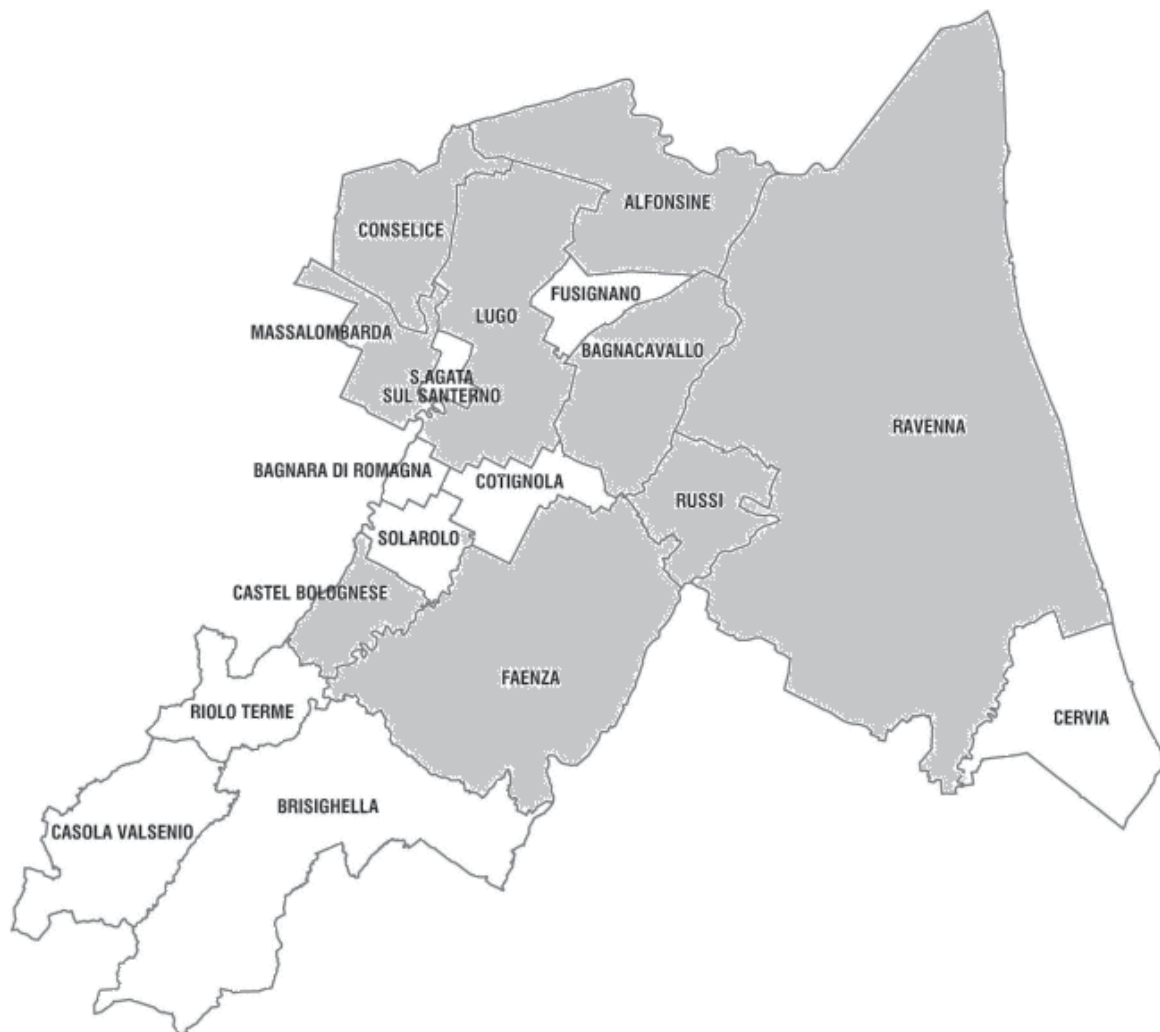 ALFONSINE
CONSELICE
FUSIGNANO
LUGO
MASSALOMBARDA
BAGNACAVALLO
S.AGATA
SUL SANTERNO
RAVENNA
BAGNARA DI ROMAGNA
COTIGNOLA
RUSSI
SOLAROLO
CASTEL BOLOGNESE
FAENZA
RIOLO TERME
CERVIA
BRISIGHELLA
CASOLA VALSENIO